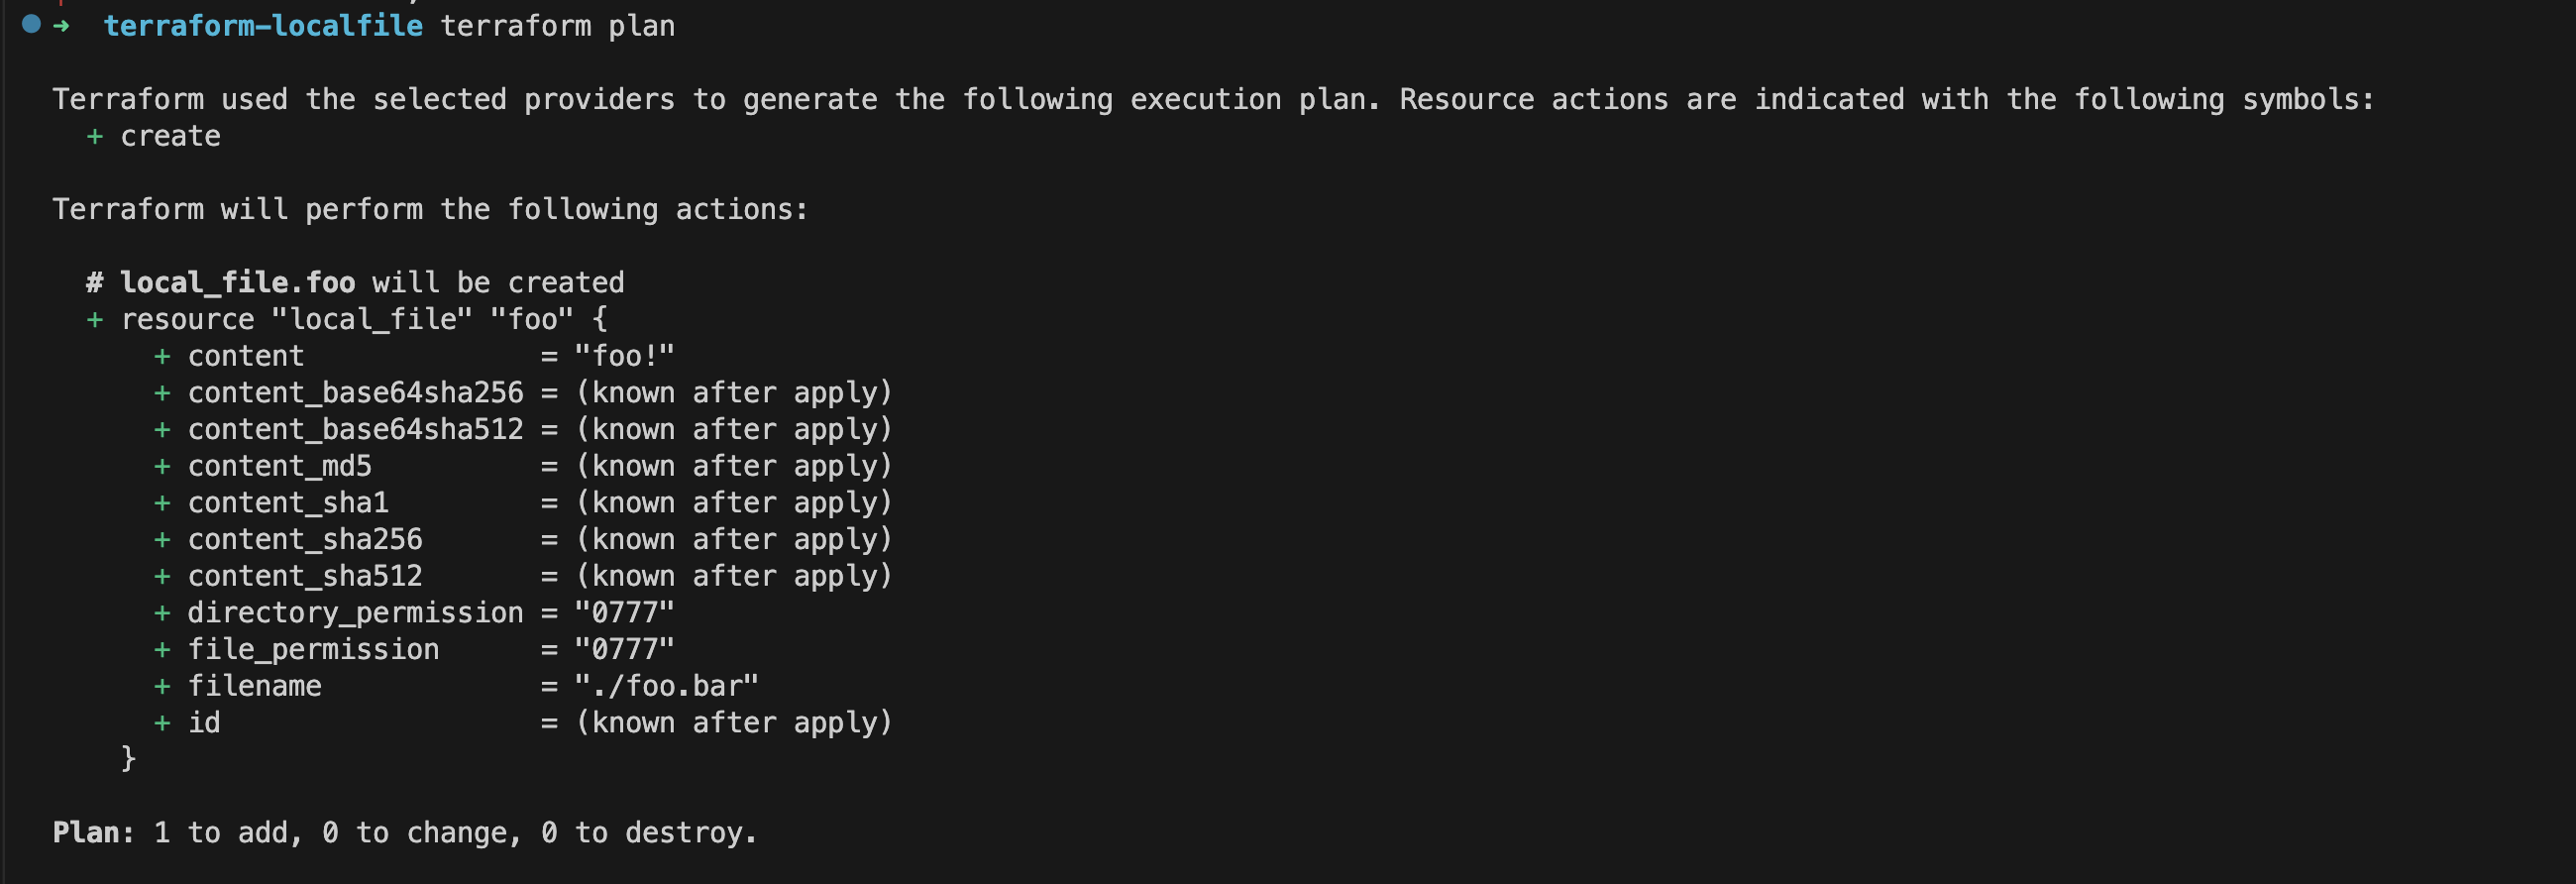 ➜  terraform-localfile terraform plan

Terraform used the selected providers to generate the following execution plan. Resource actions are indicated with the following symbols:
  + create

Terraform will perform the following actions:

  # local_file.foo will be created
  + resource "local_file" "foo" {
      + content              = "foo!"
      + content_base64sha256 = (known after apply)
      + content_base64sha512 = (known after apply)
      + content_md5          = (known after apply)
      + content_sha1         = (known after apply)
      + content_sha256       = (known after apply)
      + content_sha512       = (known after apply)
      + directory_permission = "0777"
      + file_permission      = "0777"
      + filename             = "./foo.bar"
      + id                   = (known after apply)
    }

Plan: 1 to add, 0 to change, 0 to destroy.